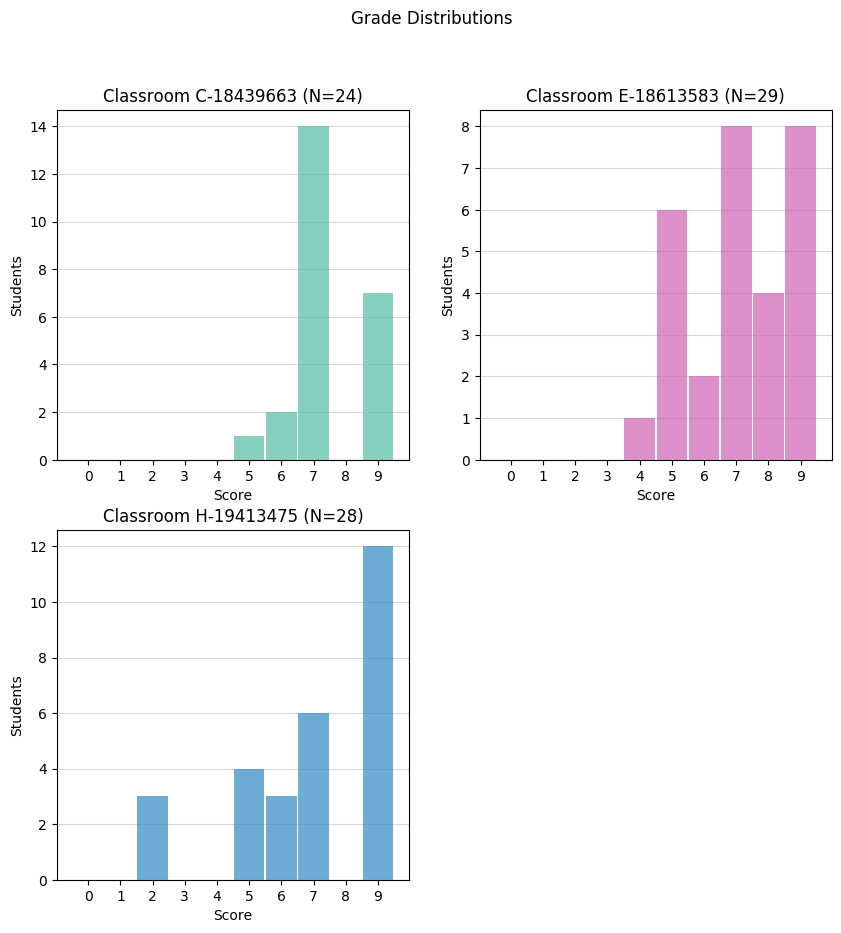 Grade Distributions
Classroom C-18439663 (N=24)
14
12
10
8
6
4
2
0
Students
0 1 2 3 4 5 6 7 8 9
Score
Classroom E-18613583 (N=29)
8
7
6
5
4
3
2
1
0
Students
0 1 2 3 4 5 6 7 8 9
Score
Classroom H-19413475 (N=28)
12
10
8
6
4
2
0
Students
0 1 2 3 4 5 6 7 8 9
Score